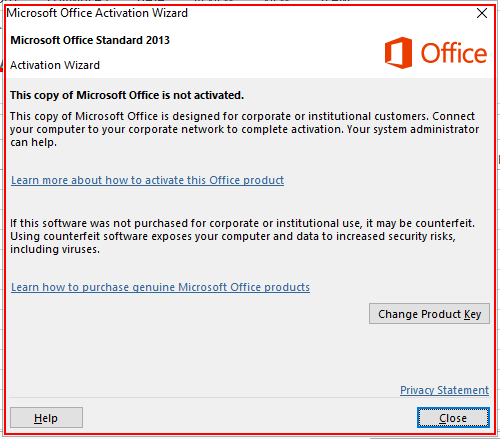 Microsoft Office Activation Wizard
Microsoft Office Standard 2013
Office
Activation Wizard
This copy of Microsoft Office is not activated.
This copy of Microsoft Office is designed for corporate or institutional customers. Connect
your computer to your corporate network to complete activation. Your system administrator
can help.
Learn more about how to activate this Office product
If this software was not purchased for corporate or institutional use, it may be counterfeit.
Using counterfeit software exposes your computer and data to increased security risks,
including viruses.
Learn how to purchase genuine Microsoft Office products
Change Product Key
Privacy Statement
Help
Close